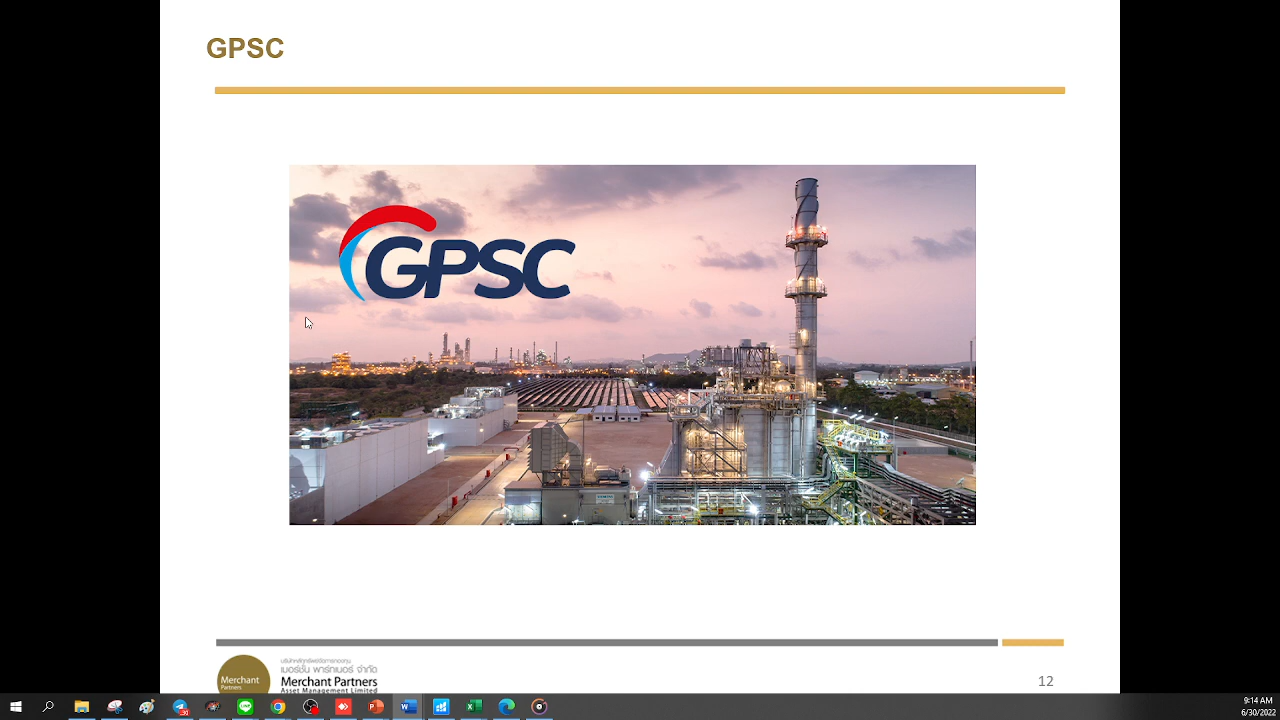 GPSC
GPSC
Merchant
Partners
บริษัทหลักทรัพย์จัดการกองทุน
เมอร์ชั่น พาร์ทเนอร์ จำกัด
Merchant Partners
Asset Management Limited
12
9:14 AM
6/30/2022